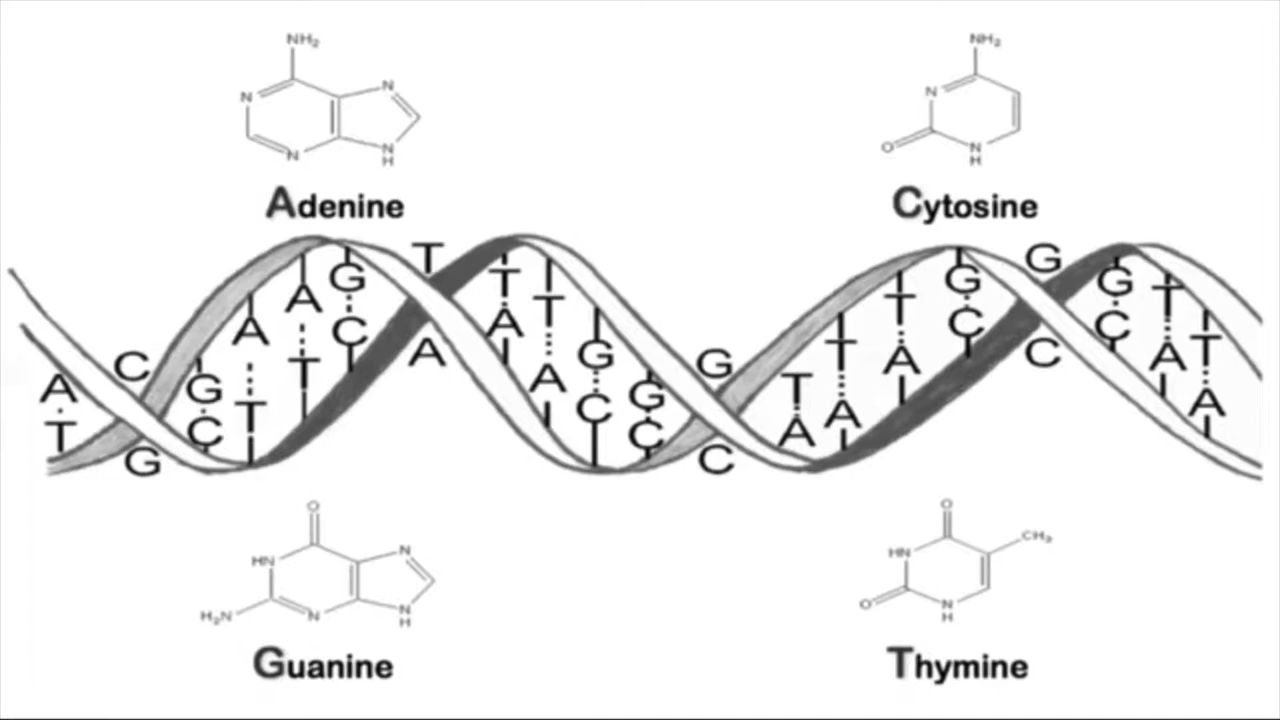 NH₂
N
N
N
N
H
Adenine
NH₂
N
O
N
H
Cytosine
A C G A A G T T T G G G T T T G G G T T
T G C T T C A A A C C C A A A C C C A A
O
HN
N
H₂N
N
N
H
Guanine
O
CH₃
HN
O
N
H
Thymine